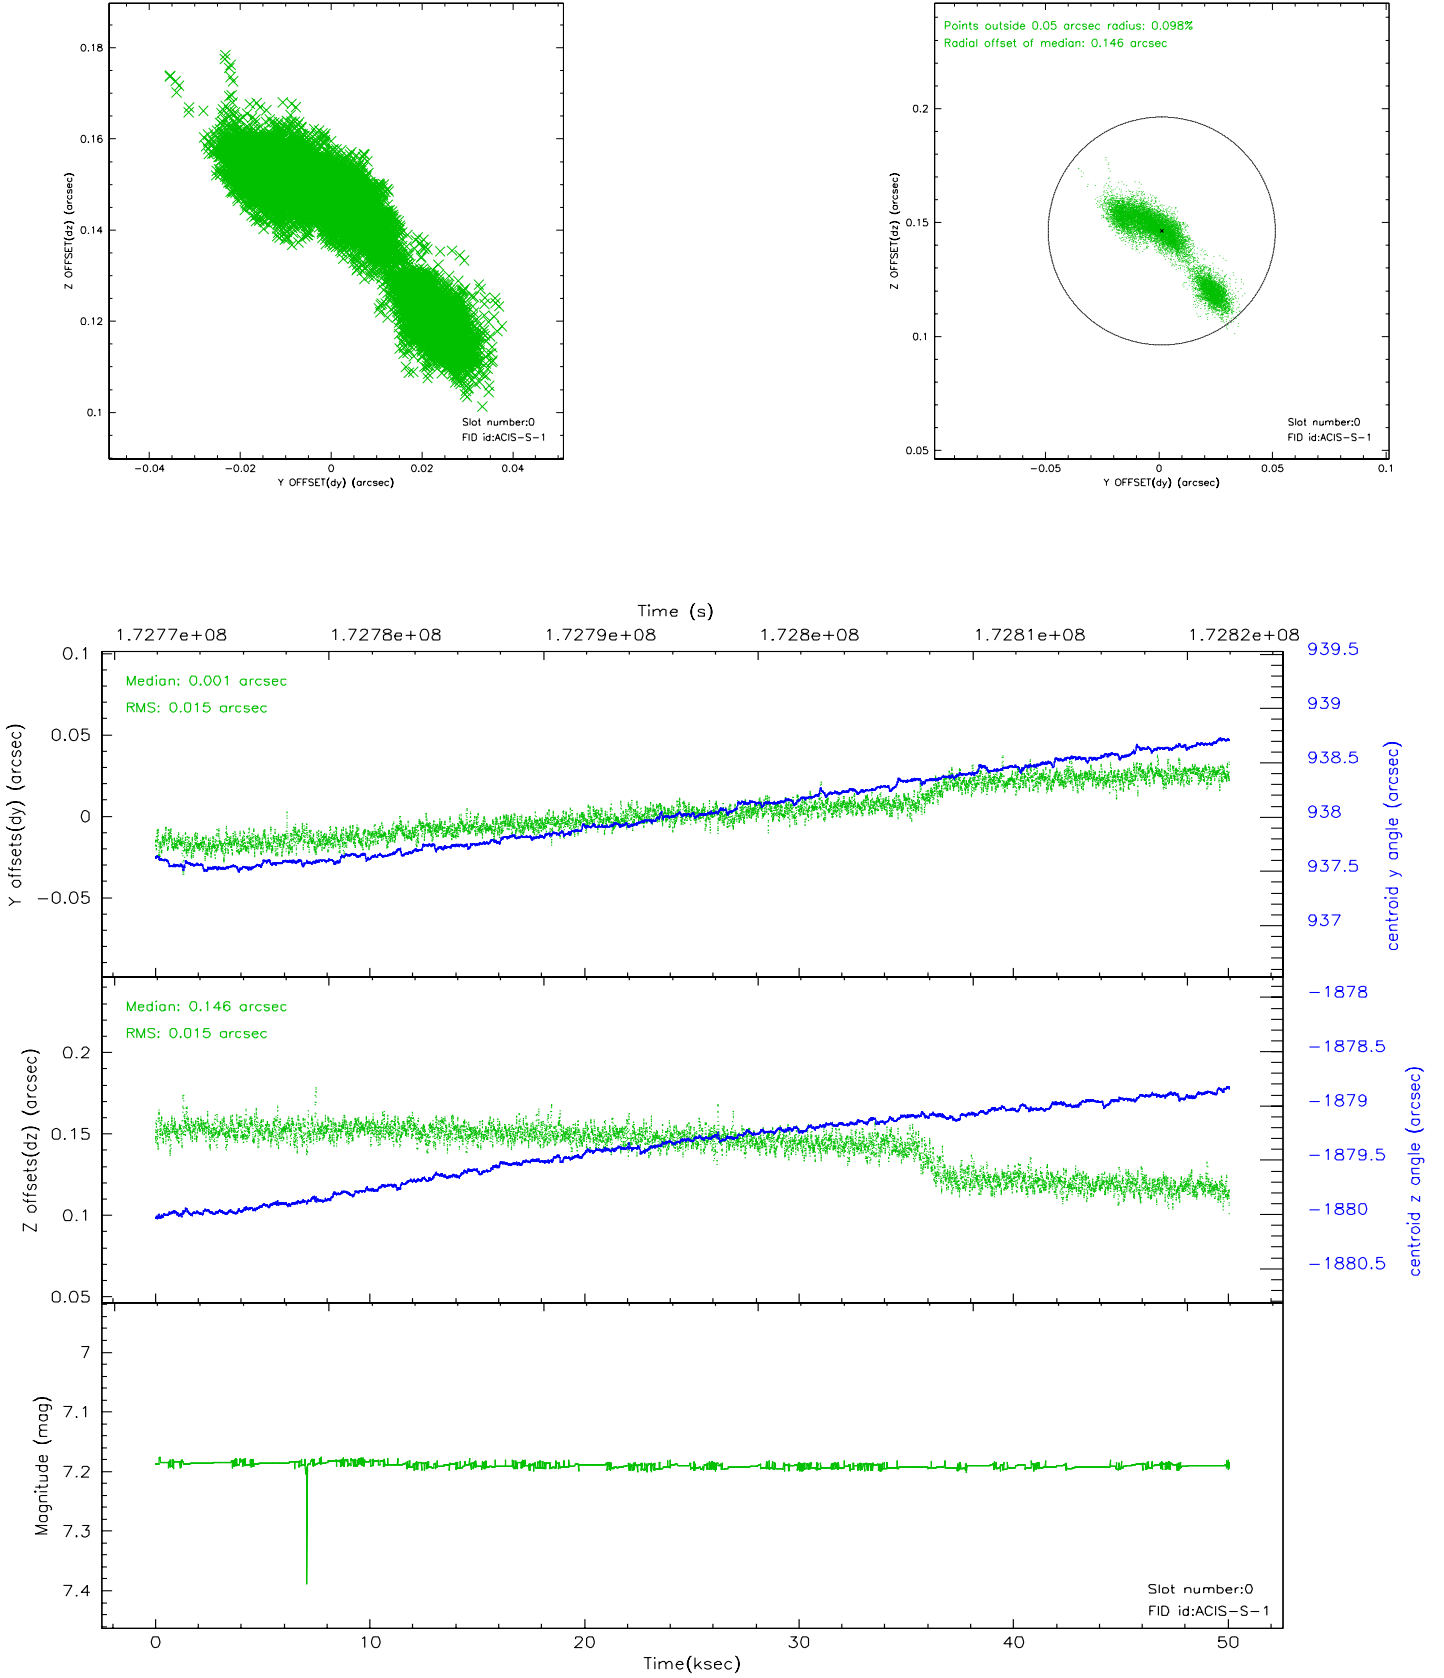 0.18
0.16
0.14
0.12
0.1
Z OFFSET(dz) (arcsec)
Slot number:0
FID id:ACIS-S-1
-0.04 -0.02 0 0.02 0.04
Y OFFSET(dy) (arcsec)
Points outside 0.05 arcsec radius: 0.098%
Radial offset of median: 0.146 arcsec
0.2
0.15
0.1
0.05
Z OFFSET(dz) (arcsec)
Slot number:0
FID id:ACIS-S-1
-0.05 0 0.05 0.1
Y OFFSET(dy) (arcsec)
Time (s)
1.7277e+08 1.7278e+08 1.7279e+08 1.728e+08 1.7281e+08 1.7282e+08
Median: 0.001 arcsec
RMS: 0.015 arcsec
0.1
0.05
0
-0.05
Y offsets(dy) (arcsec)
939.5
939
938.5
938
937.5
937
centroid y angle (arcsec)
Median: 0.146 arcsec
RMS: 0.015 arcsec
0.2
0.15
0.1
0.05
Z offsets(dz) (arcsec)
-1878
-1878.5
-1879
-1879.5
-1880
-1880.5
centroid z angle (arcsec)
7
7.1
7.2
7.3
7.4
Magnitude (mag)
Slot number:0
FID id:ACIS-S-1
0 10 20 30 40 50
Time(ksec)